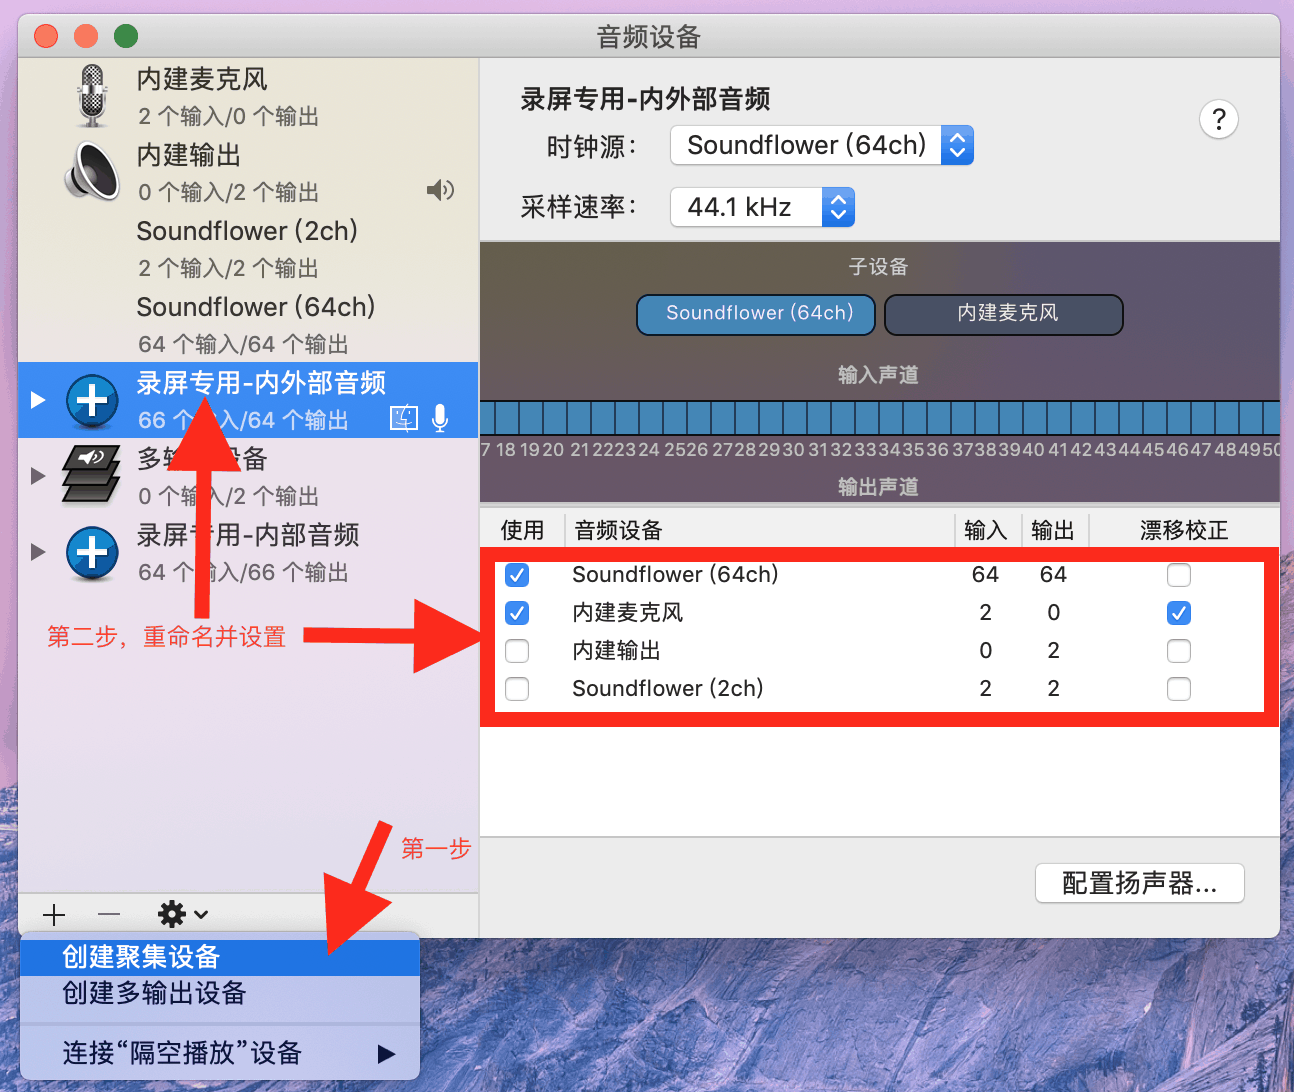 音频设备
内建麦克风
2 个输入/0 个输出
内建输出
0 个输入/2 个输出
Soundflower (2ch)
2 个输入/2 个输出
Soundflower (64ch)
64 个输入/64 个输出
录屏专用-内外部音频
66 个 入/64 个输出
多输 设备
0 个输入/2 个输出
录屏专用-内部音频
64 个 入/66 个输出
第二步，重命名并设置
第一步
创建聚集设备
创建多输出设备
连接“隔空播放”设备
录屏专用-内外部音频
?
时钟源：
Soundflower (64ch)
采样速率：
44.1 kHz
子设备
Soundflower (64ch)
内建麦克风
输入声道
7 18 19 20 21 22 23 24 25 26 27 28 29 30 31 32 33 34 35 36 37 38 39 40 41 42 43 44 45 46 47 48 49 50
输出声道
使用 音频设备 输入 输出 漂移校正
Soundflower (64ch) 64 64
内建麦克风 2 0
内建输出 0 2
Soundflower (2ch) 2 2
配置扬声器...